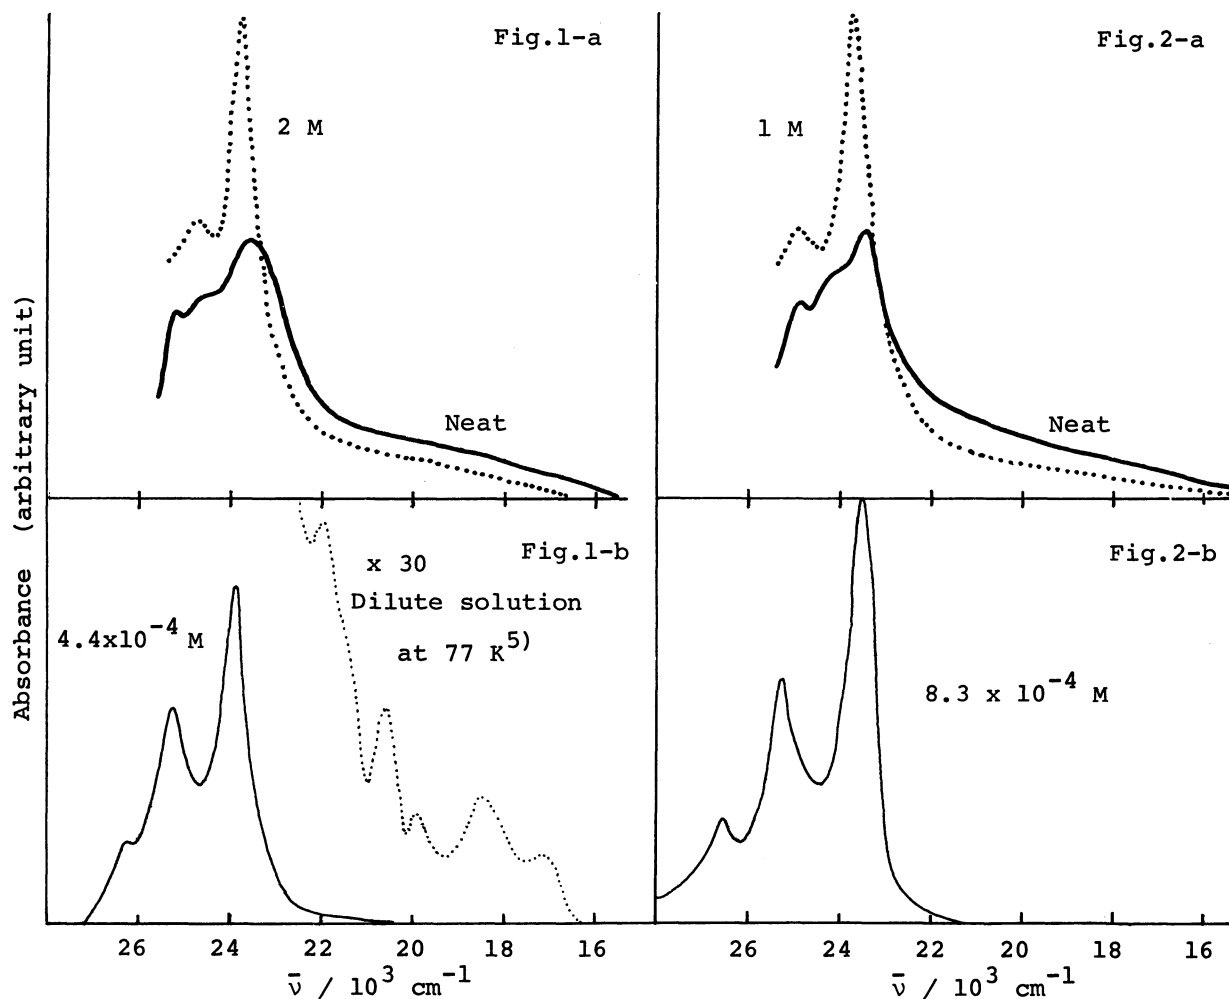 Fig.1-a
2 M
Neat
Fig.2-a
1 M
Neat
Absorbance (arbitrary unit)
Fig.1-b
x 30
Dilute solution
at 77 K⁵⁾
4.4x10⁻⁴ M
Fig.2-b
8.3 x 10⁻⁴ M
26 24 22 20 18 16
ν̄ / 10³ cm⁻¹
26 24 22 20 18 16
ν̄ / 10³ cm⁻¹